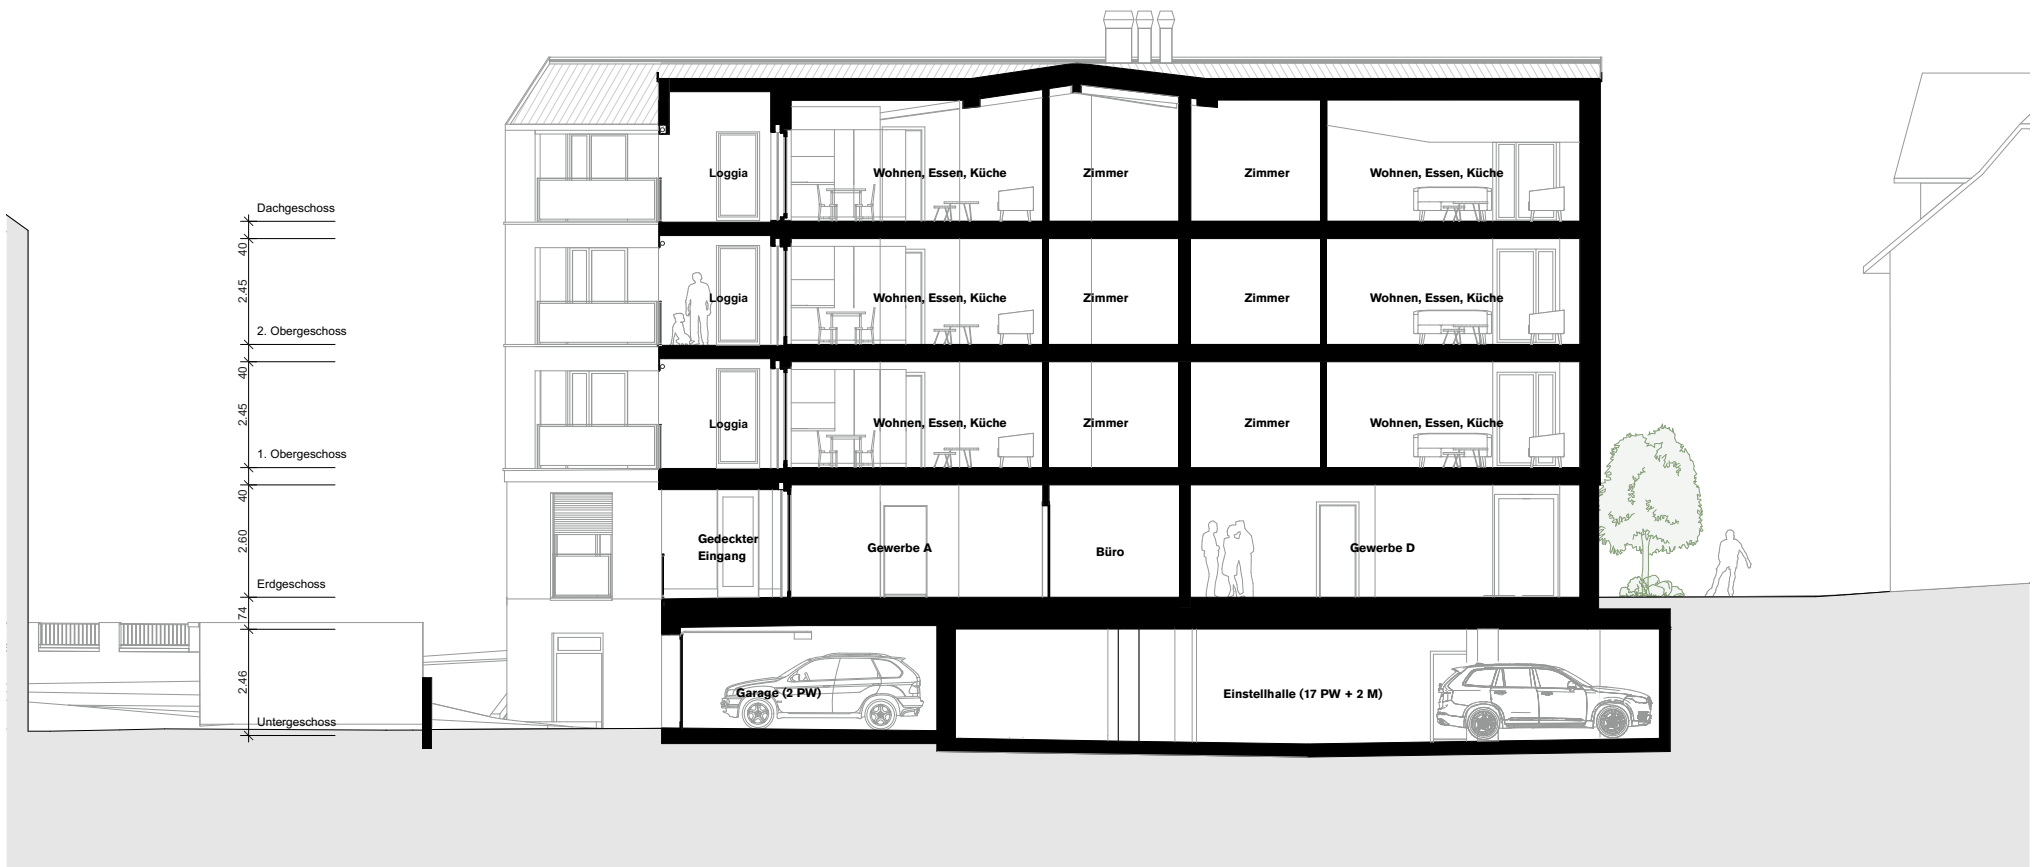 Loggia
Wohnen, Essen, Küche
Zimmer
Zimmer
Wohnen, Essen, Küche
Dachgeschoss
40
2.45
Loggia
Wohnen, Essen, Küche
Zimmer
Zimmer
Wohnen, Essen, Küche
2. Obergeschoss
40
2.45
Loggia
Wohnen, Essen, Küche
Zimmer
Zimmer
Wohnen, Essen, Küche
1. Obergeschoss
40
2.60
Gedeckter
Eingang
Gewerbe A
Büro
Gewerbe D
Erdgeschoss
74
2.46
Garage (2 PW)
Einstellhalle (17 PW + 2 M)
Untergeschoss